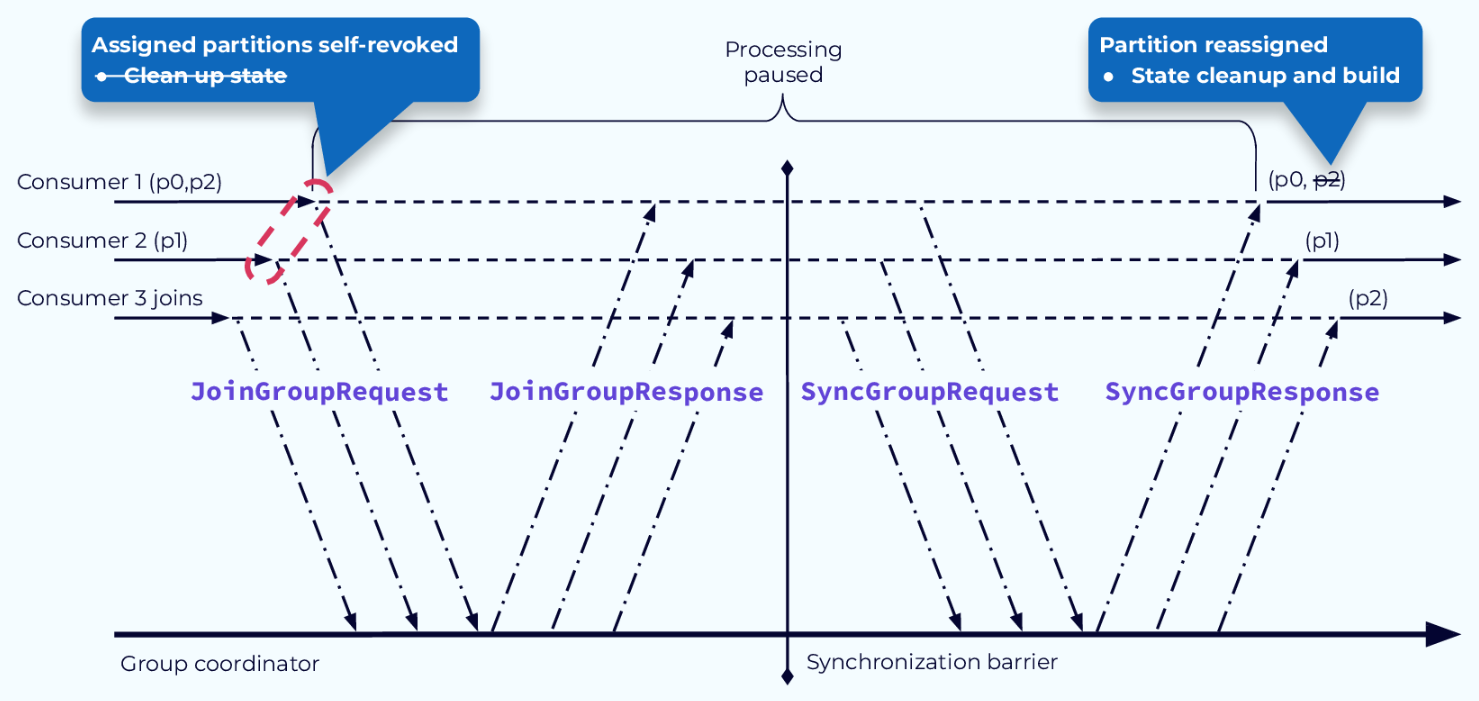 Assigned partitions self-revoked
● Clean up state
Processing
paused
Partition reassigned
● State cleanup and build
Consumer 1 (p0,p2)
(p0, p2)
Consumer 2 (p1)
(p1)
Consumer 3 joins
(p2)
JoinGroupRequest
JoinGroupResponse
SyncGroupRequest
SyncGroupResponse
Group coordinator
Synchronization barrier